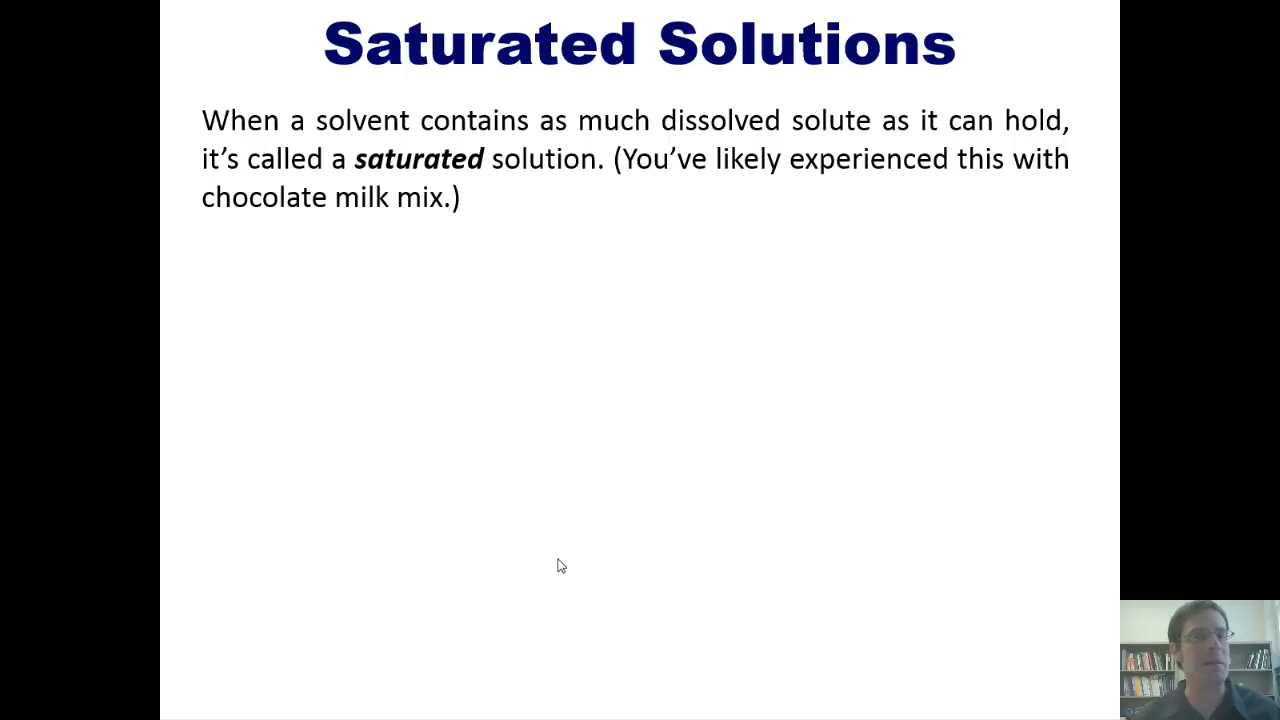 Saturated Solutions
When a solvent contains as much dissolved solute as it can hold,
it’s called a saturated solution. (You’ve likely experienced this with
chocolate milk mix.)